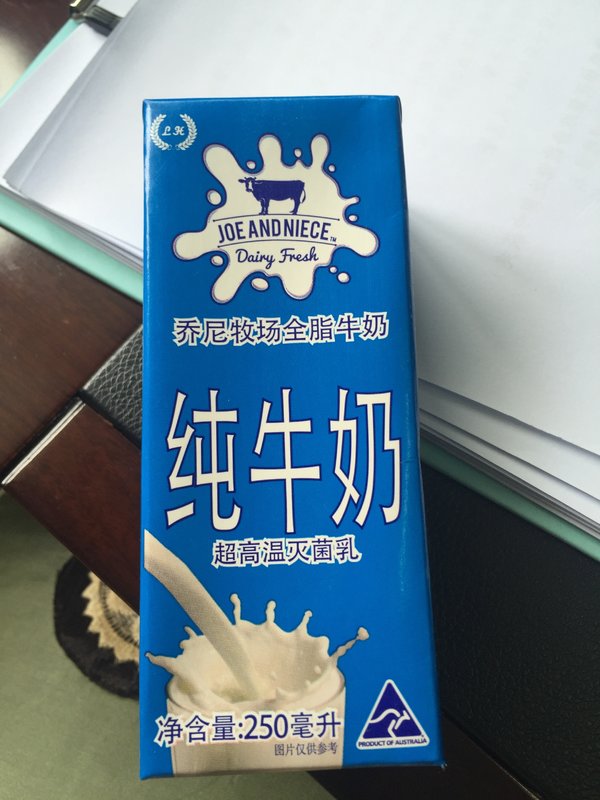 L H
JOE AND NIECE™
Dairy Fresh
乔尼牧场全脂牛奶
纯牛奶
超高温灭菌乳
净含量:250毫升
图片仅供参考
PRODUCT OF AUSTRALIA